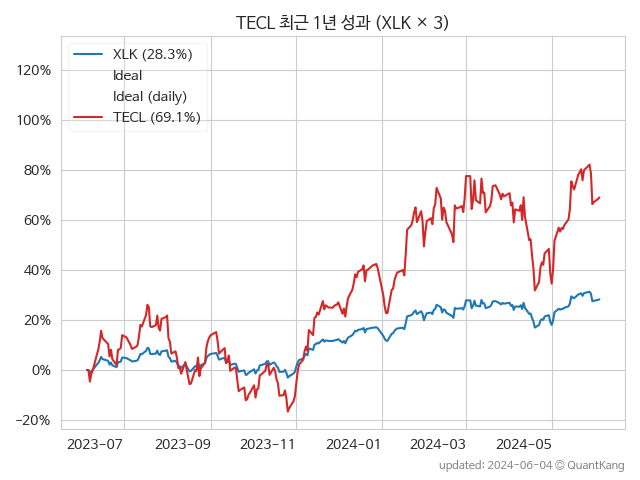 TECL 최근 1년 성과 (XLK × 3)
XLK (28.3%)
Ideal
Ideal (daily)
TECL (69.1%)
120%
100%
80%
60%
40%
20%
0%
−20%
2023-07 2023-09 2023-11 2024-01 2024-03 2024-05
updated: 2024-06-04 © QuantKang